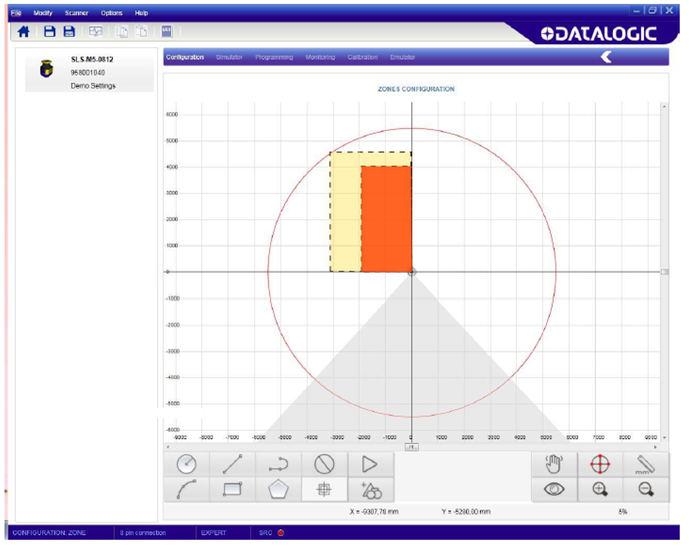 File Modify Scanner Options Help
DATALOGIC
SLS-M5-0812
958001040
Demo Settings
Configuration Simulator Programming Monitoring Calibration Emulator
ZONES CONFIGURATION
6000
5000
4000
3000
2000
1000
0
-1000
-2000
-3000
-4000
-5000
-6000
-9000 -8000 -7000 -6000 -5000 -4000 -3000 -2000 -1000 0 1000 2000 3000 4000 5000 6000 7000 8000 9000
mm
X = -9307,78 mm Y = -5280,00 mm 8%
CONFIGURATION: ZONE 8 pin connection EXPERT SRC